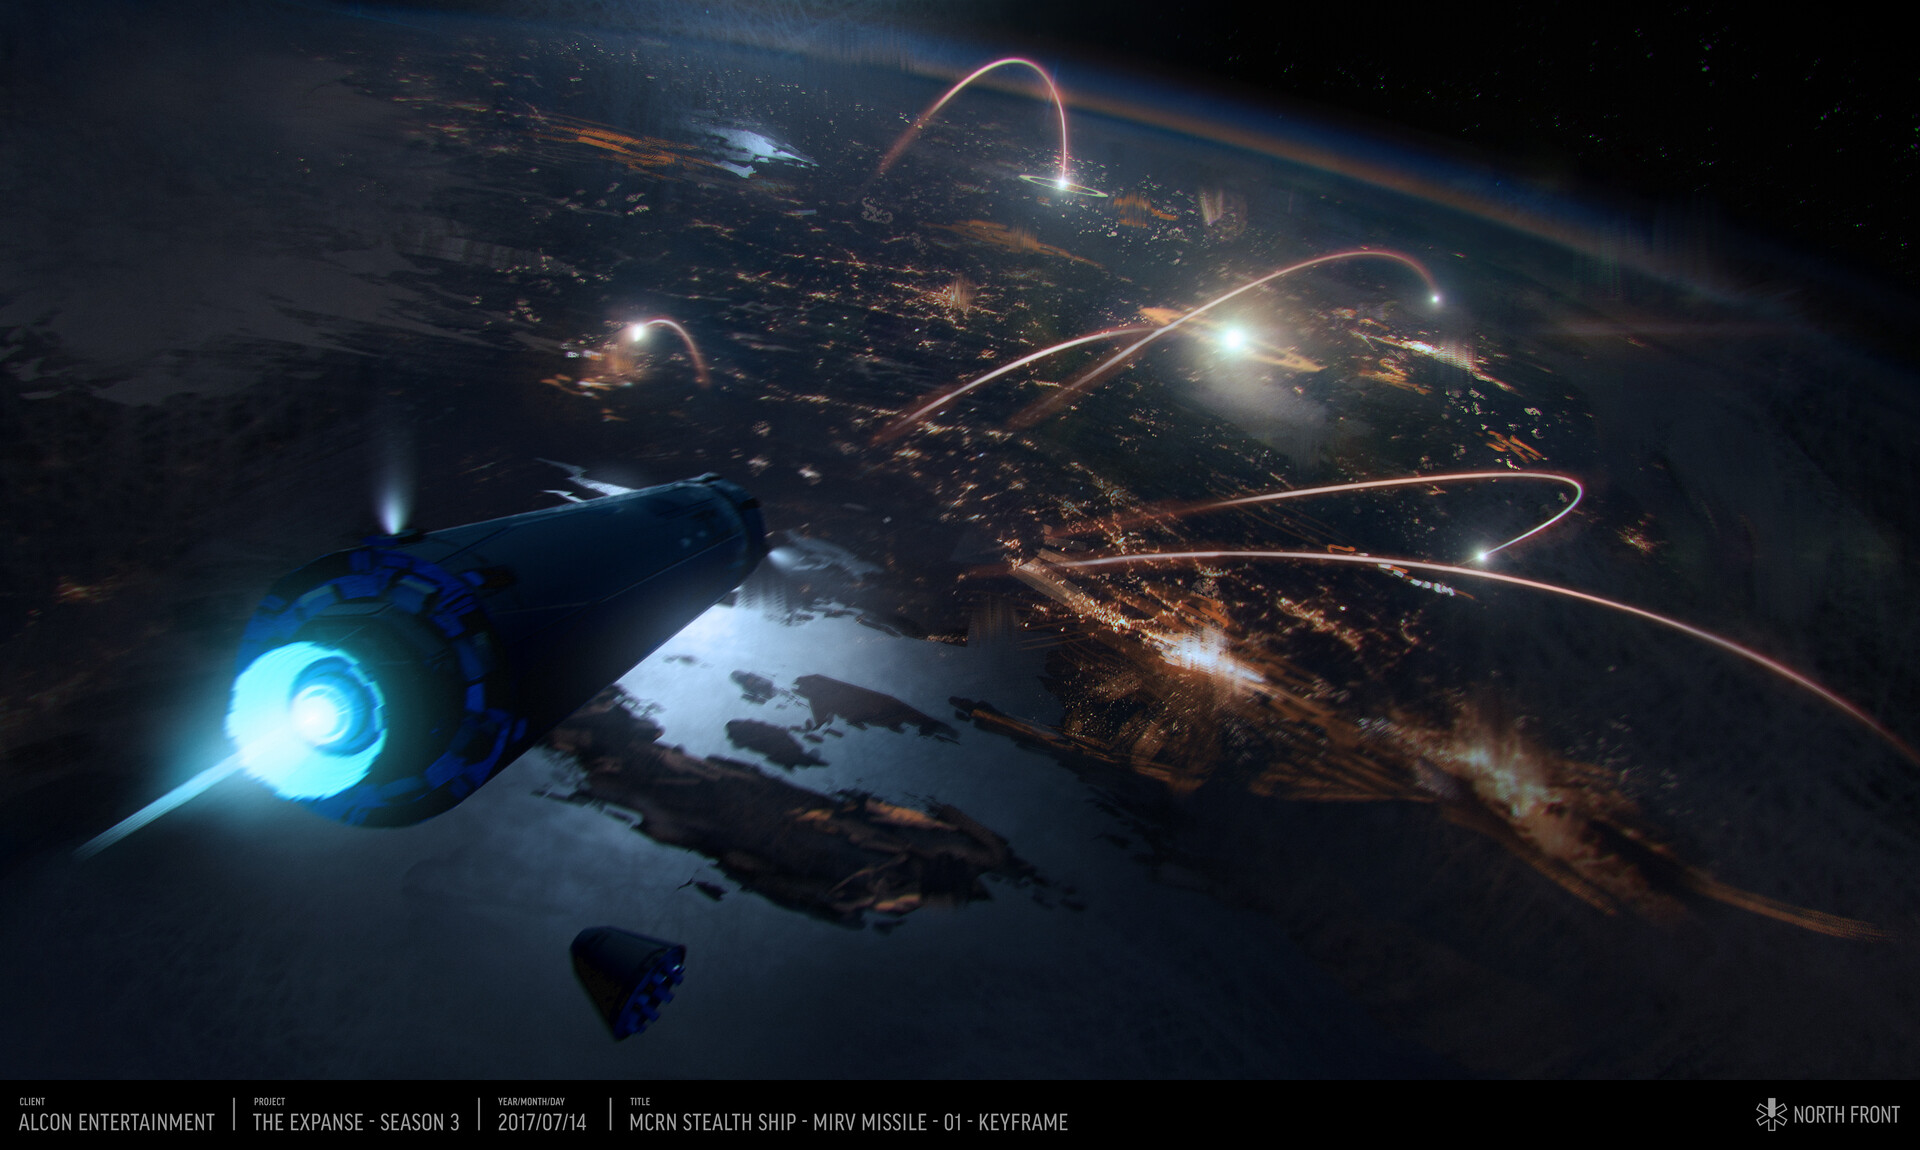 CLIENT
ALCON ENTERTAINMENT
PROJECT
THE EXPANSE - SEASON 3
YEAR/MONTH/DAY
2017/07/14
TITLE
MCRN STEALTH SHIP - MIRV MISSILE - 01 - KEYFRAME
NORTH FRONT